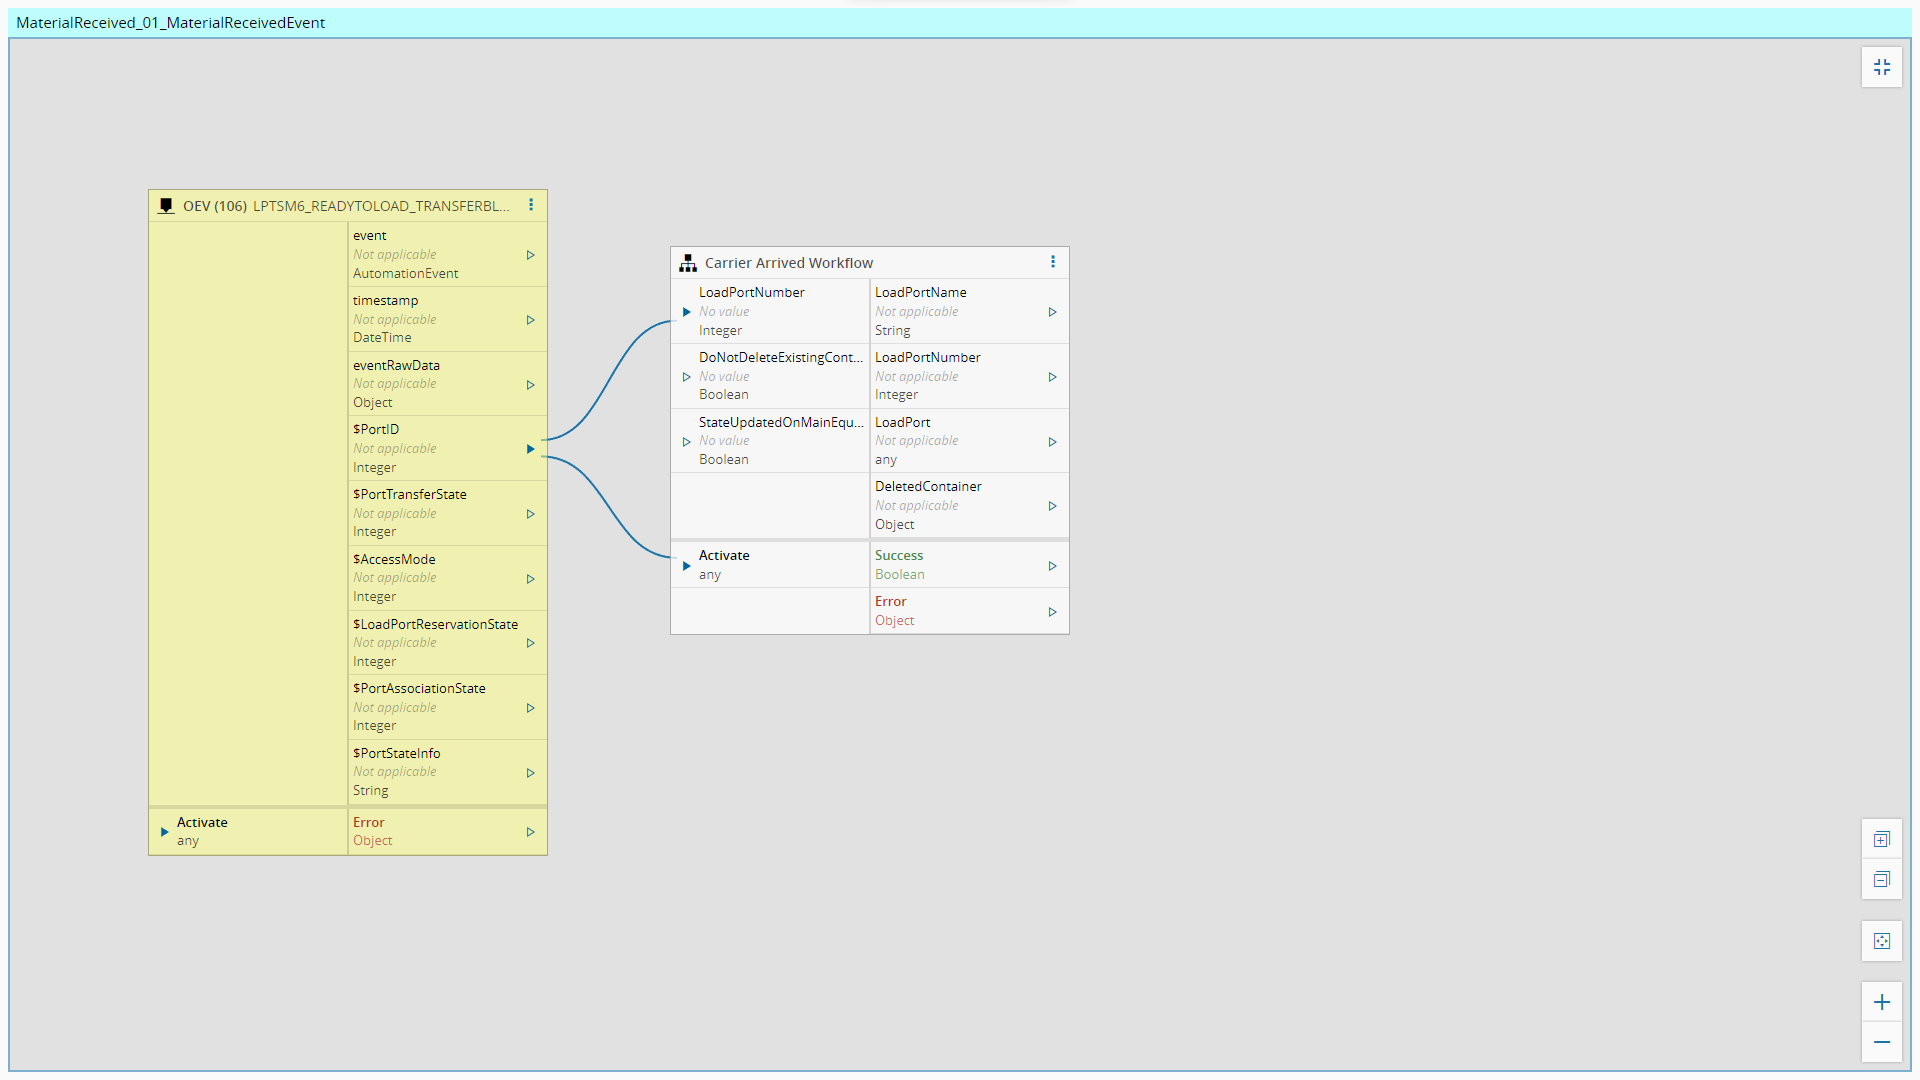 MaterialReceived_01_MaterialReceivedEvent
OEV (106) LPTSM6_READYTOLOAD_TRANSFERBL...
event
Not applicable
AutomationEvent
timestamp
Not applicable
DateTime
eventRawData
Not applicable
Object
$PortID
Not applicable
Integer
$PortTransferState
Not applicable
Integer
$AccessMode
Not applicable
Integer
$LoadPortReservationState
Not applicable
Integer
$PortAssociationState
Not applicable
Integer
$PortStateInfo
Not applicable
String
Activate
any
Error
Object
Carrier Arrived Workflow
LoadPortNumber
No value
Integer
LoadPortName
Not applicable
String
DoNotDeleteExistingCont...
No value
Boolean
LoadPortNumber
Not applicable
Integer
StateUpdatedOnMainEqu...
No value
Boolean
LoadPort
Not applicable
any
DeletedContainer
Not applicable
Object
Activate
any
Success
Boolean
Error
Object